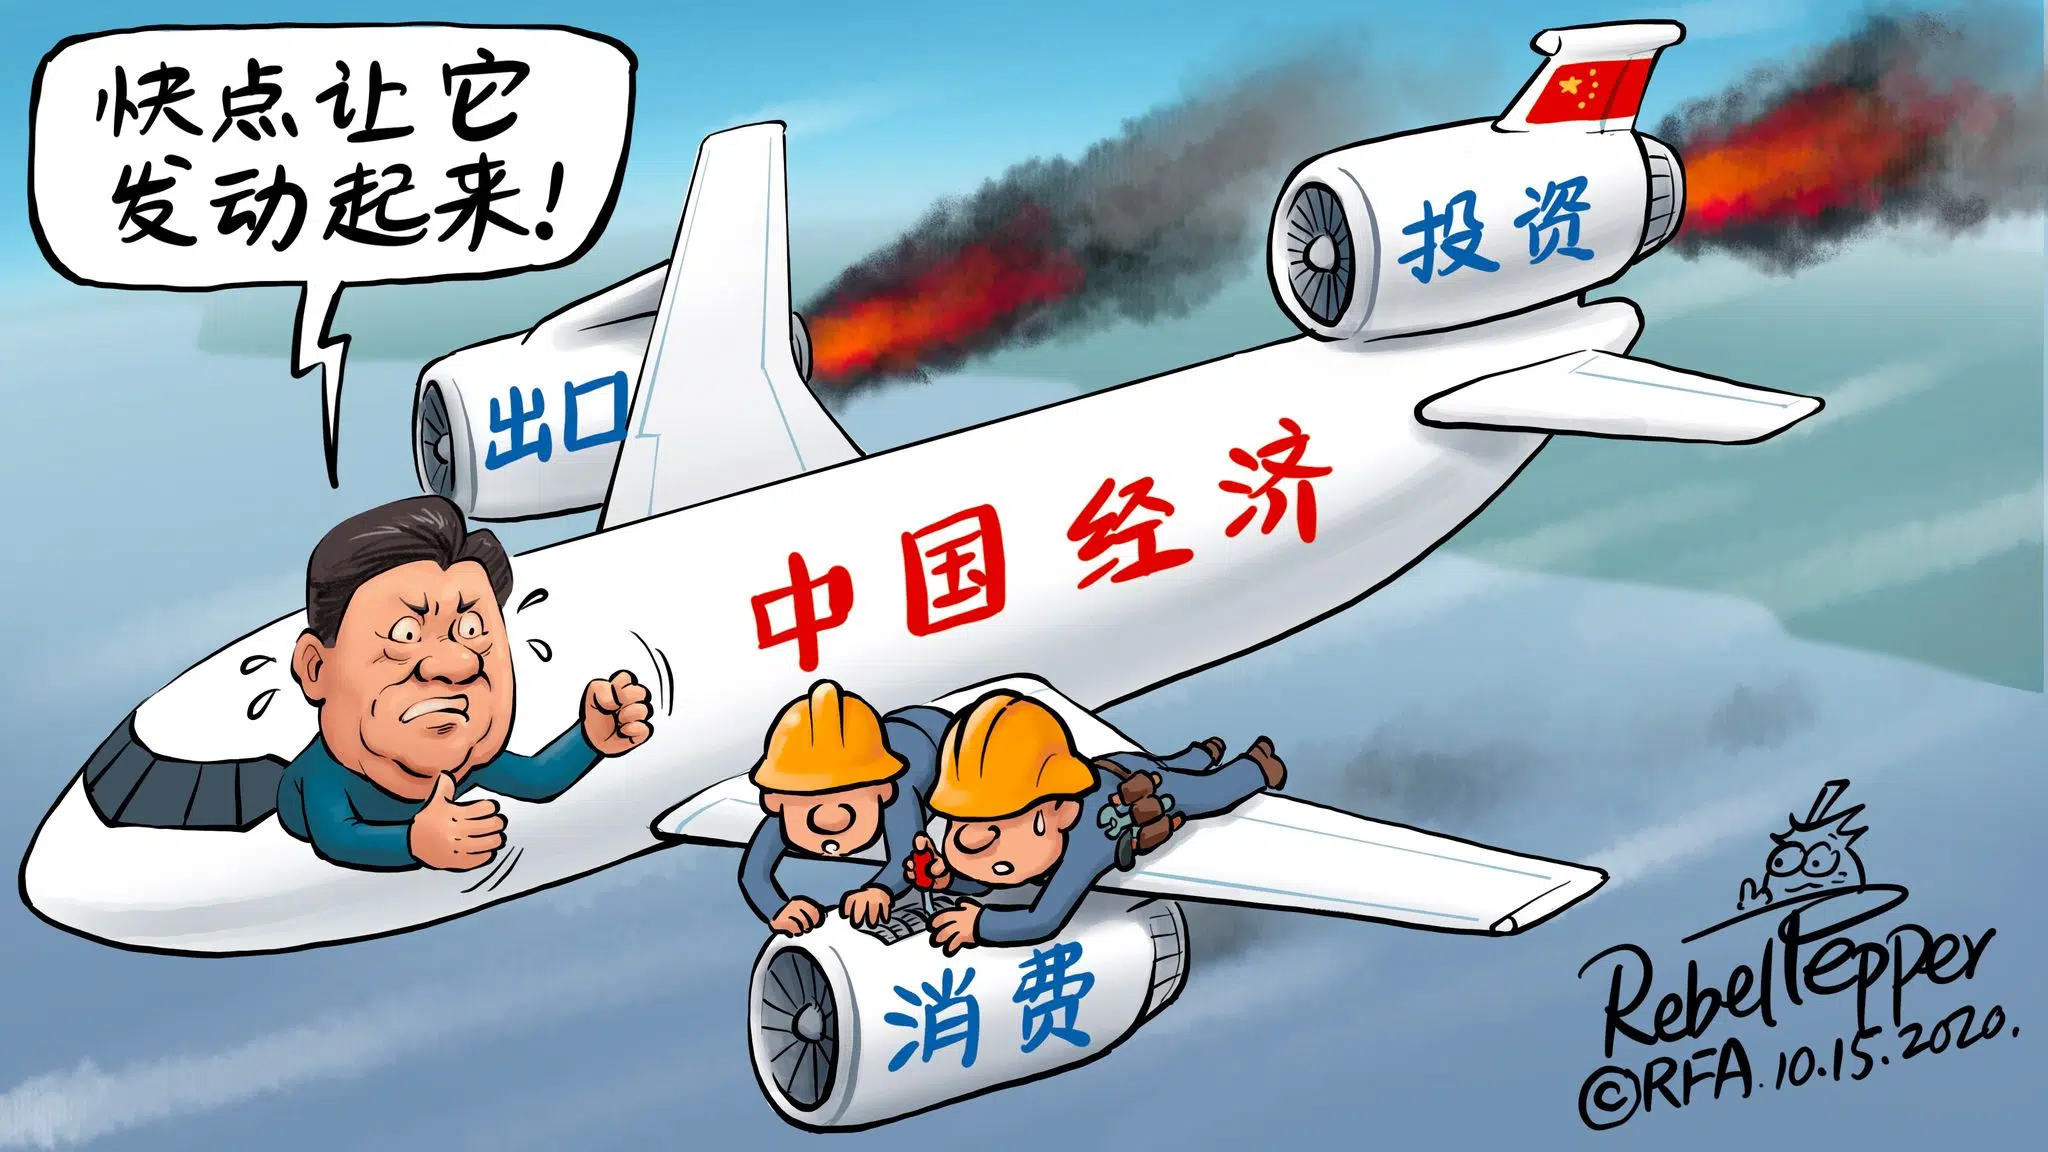 快点让它
发动起来!
出口
投资
中国经济
消费
RebelPepper
©RFA.10.15.2020.